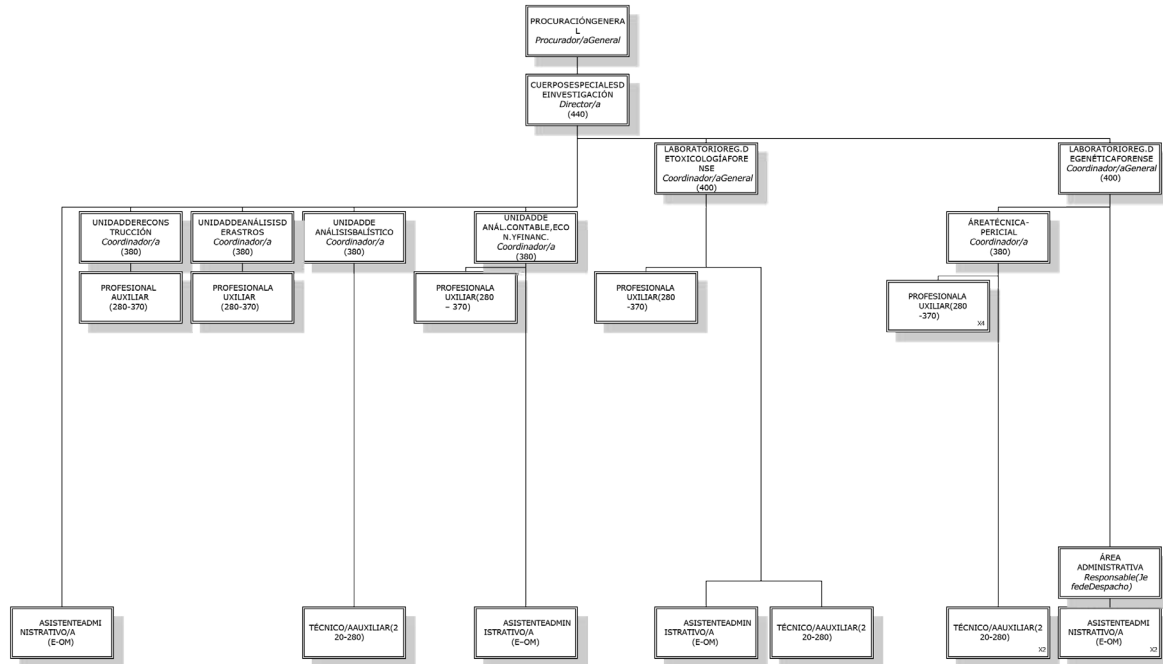 PROCURACIÓNGENERA
L
Procurador/aGeneral
CUERPOSESPECIALESD
EINVESTIGACIÓN
Director/a
(440)
LABORATORIOREG.D
ETOXICOLOGÍAFORE
NSE
Coordinador/aGeneral
(400)
LABORATORIOREG.D
EGENÉTICAFORENSE
Coordinador/aGeneral
(400)
UNIDADDERECONS
TRUCCIÓN
Coordinador/a
(380)
UNIDADDEANÁLISISD
ERASTROS
Coordinador/a
(380)
UNIDADDE
ANÁLISISBALÍSTICO
Coordinador/a
(380)
UNIDADDE
ANÁL.CONTABLE,ECO
N.YFINANC.
Coordinador/a
(380)
ÁREATÉCNICA-
PERICIAL
Coordinador/a
(380)
PROFESIONAL
AUXILIAR
(280-370)
PROFESIONALA
UXILIAR
(280-370)
PROFESIONALA
UXILIAR(280
– 370)
PROFESIONALA
UXILIAR(280
-370)
PROFESIONALA
UXILIAR(280
-370)
X4
ÁREA
ADMINISTRATIVA
Responsable(Je
fedeDespacho)
ASISTENTEADMI
NISTRATIVO/A
(E-OM)
TÉCNICO/AAUXILIAR(2
20-280)
ASISTENTEADMIN
ISTRATIVO/A
(E–OM)
ASISTENTEADMIN
ISTRATIVO/A
(E-OM)
TÉCNICO/AAUXILIAR(2
20-280)
TÉCNICO/AAUXILIAR(2
20-280)
X2
ASISTENTEADMI
NISTRATIVO/A
(E-OM)
X2